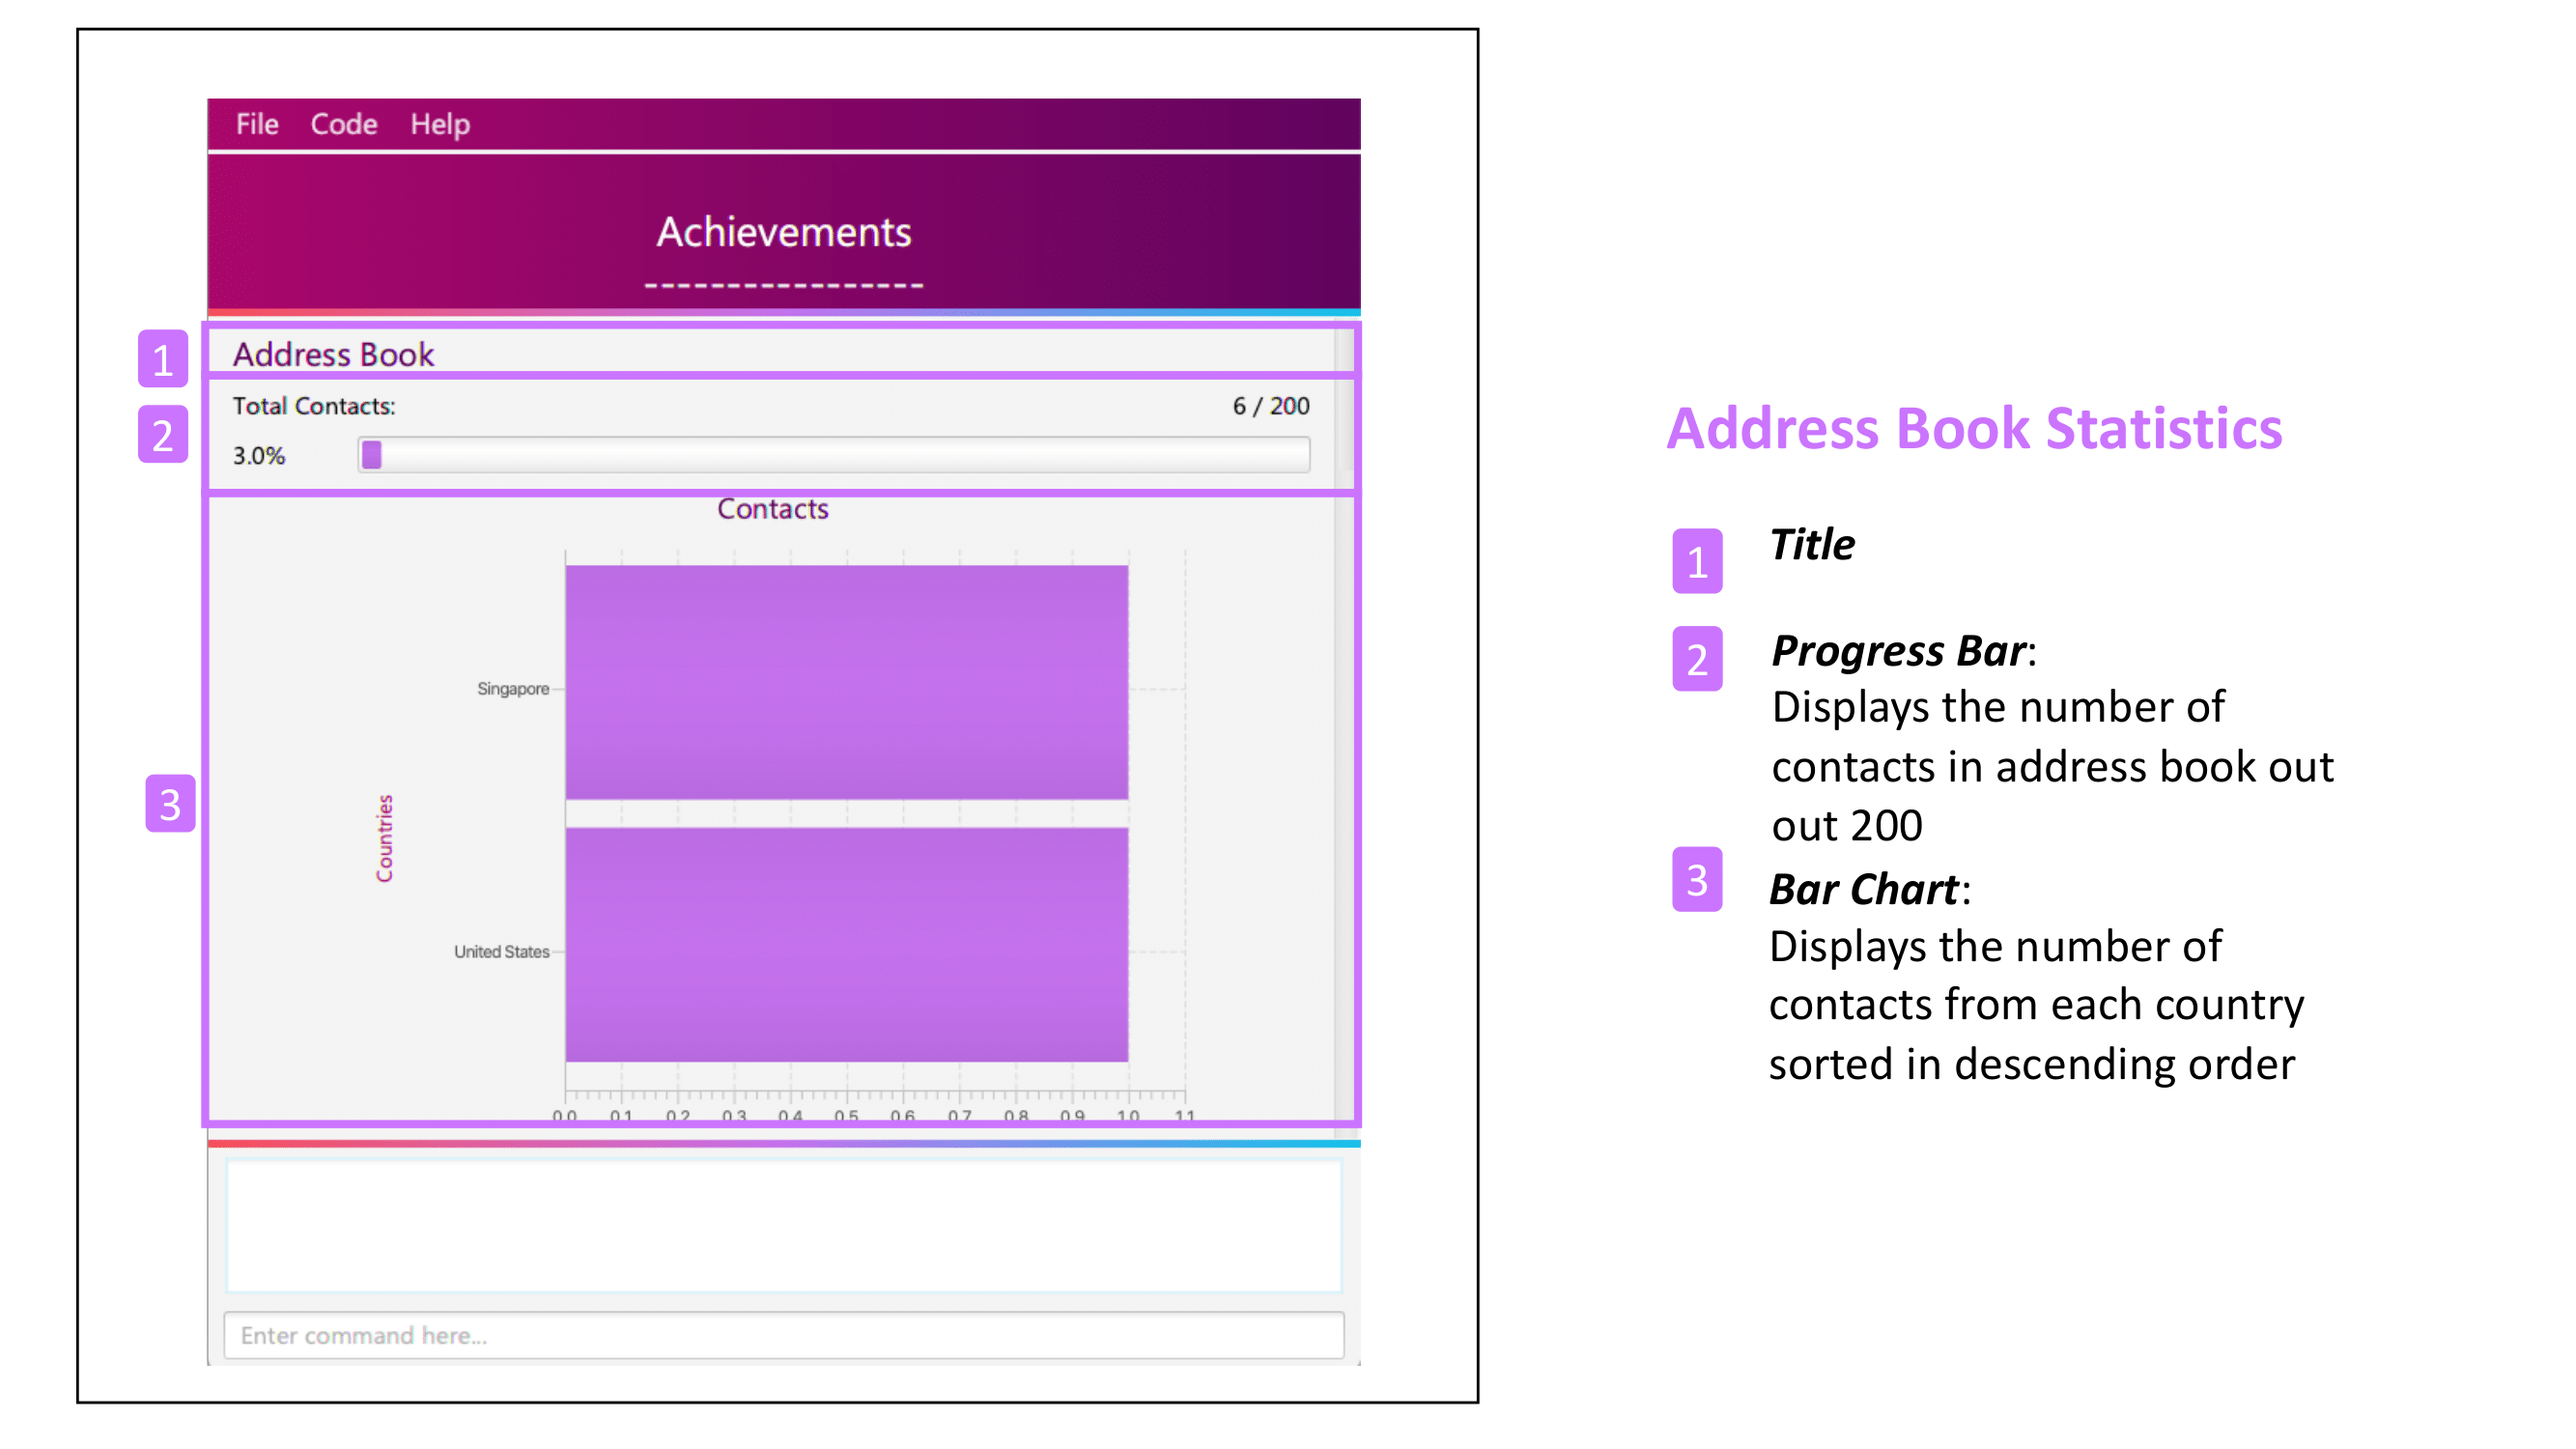 File Code Help
Achievements
-----------------
1
Address Book
2
Total Contacts: 6 / 200
3.0%
3
Contacts
Countries
Singapore
United States
0.0 0.1 0.2 0.3 0.4 0.5 0.6 0.7 0.8 0.9 1.0 1.1
Enter command here...
Address Book Statistics
1 Title
2 Progress Bar:
Displays the number of
contacts in address book out
out 200
3 Bar Chart:
Displays the number of
contacts from each country
sorted in descending order